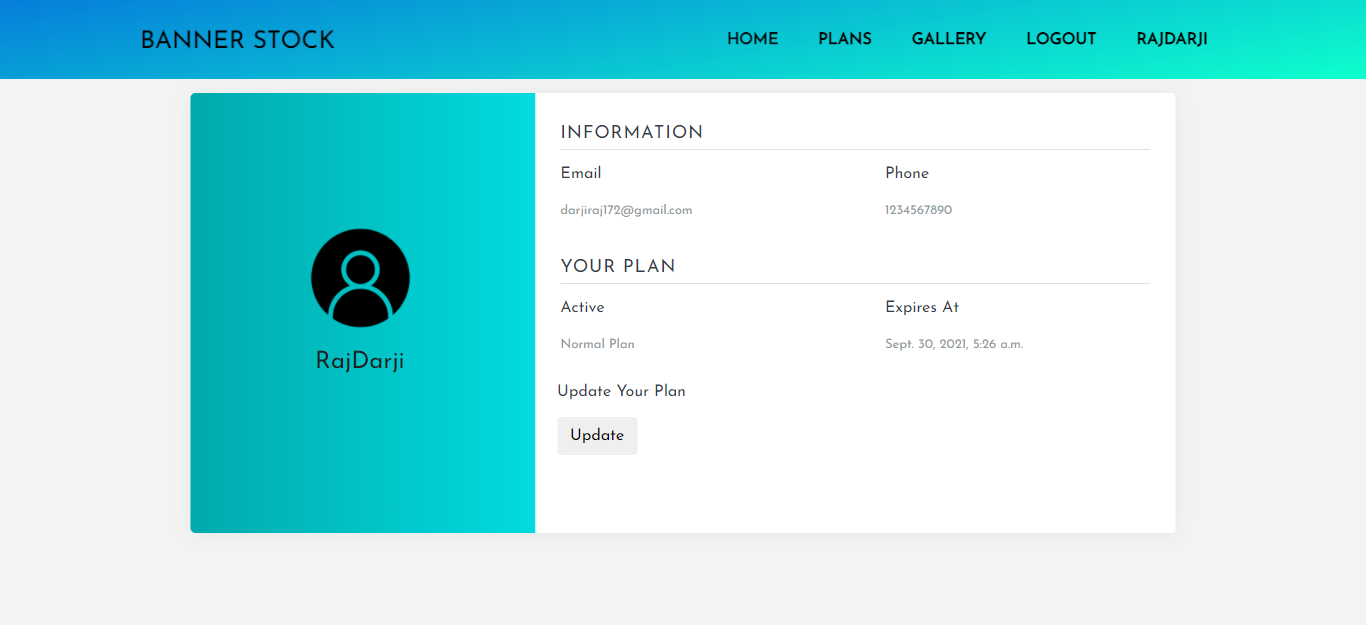 BANNER STOCK HOME PLANS GALLERY LOGOUT RAJDARJI
RajDarji
INFORMATION
Email Phone
darjiraj172@gmail.com 1234567890
YOUR PLAN
Active Expires At
Normal Plan Sept. 30, 2021, 5:26 a.m.
Update Your Plan
Update